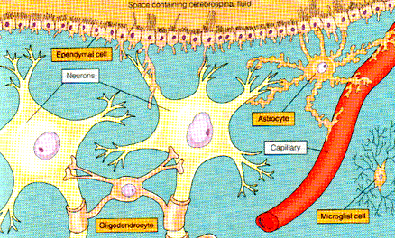 Space containing cerebrospinal fluid
Ependymal cell
Neurons
Astrocyte
Capillary
Oligodendrocyte
Microglial cell